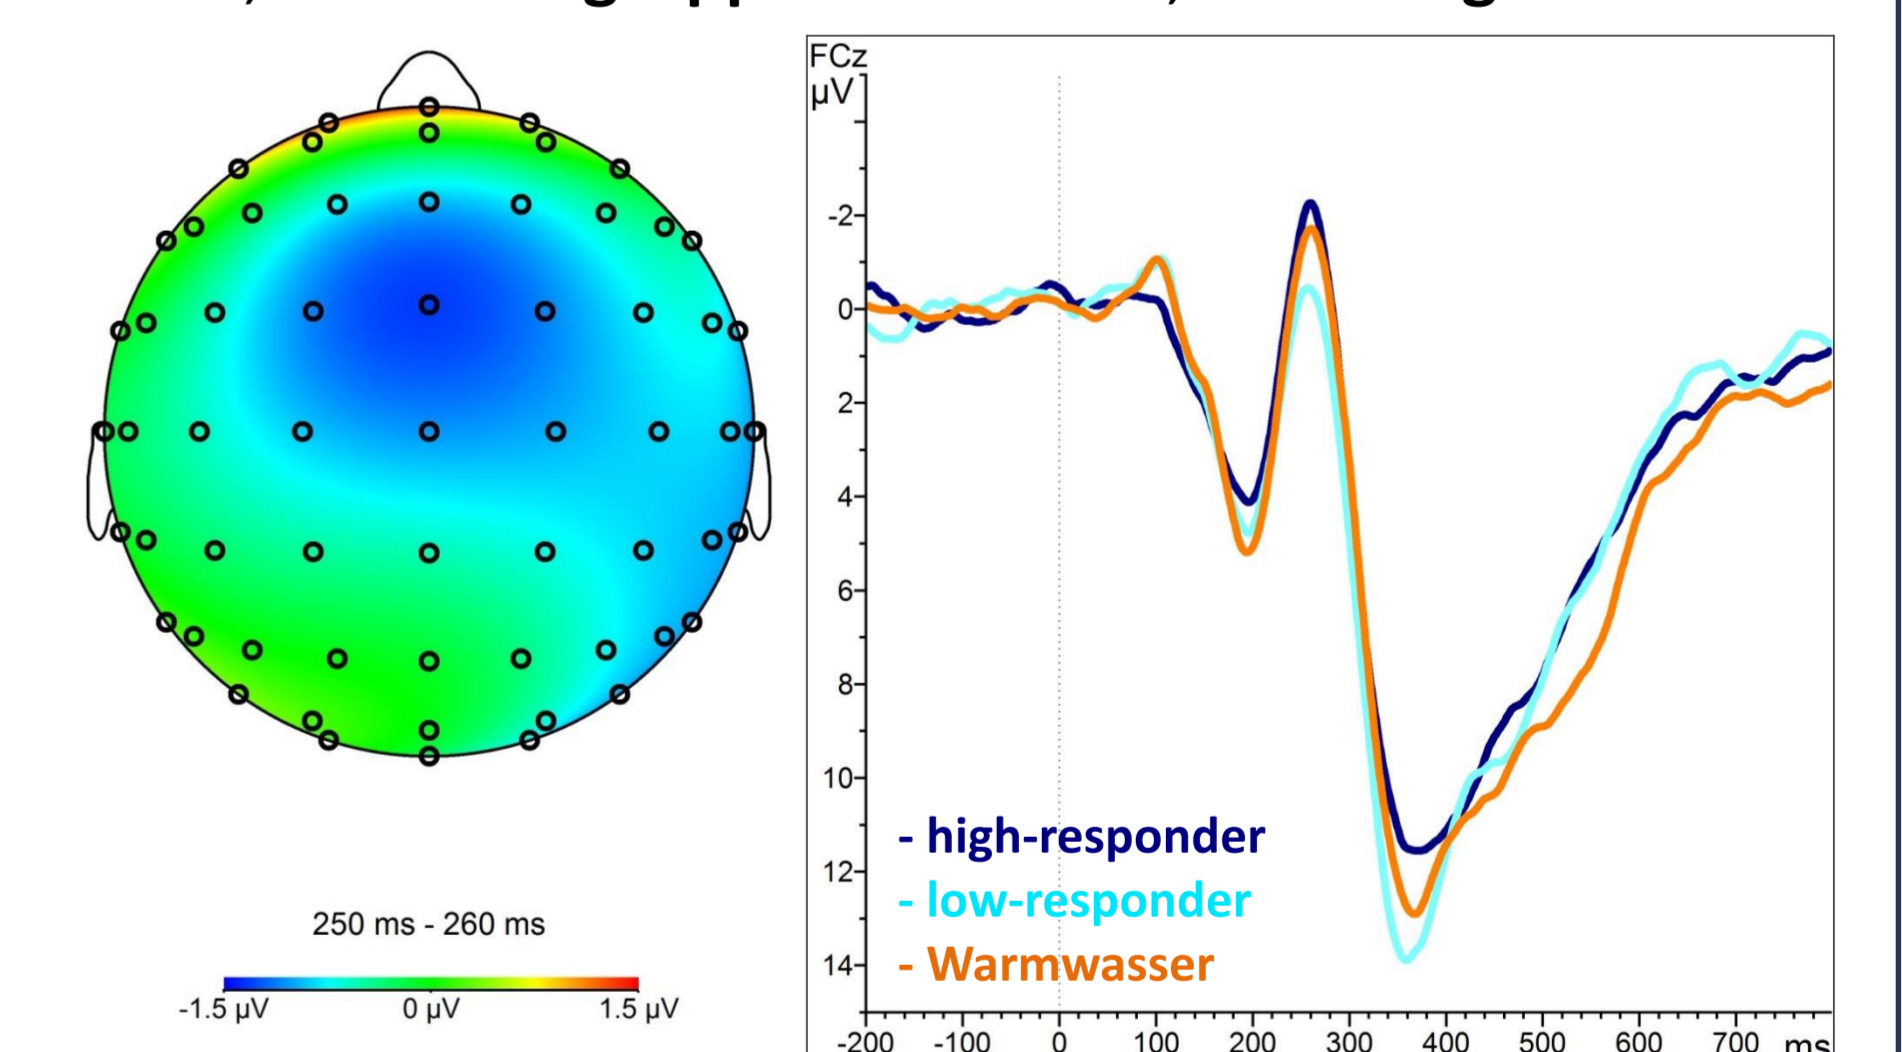 250 ms - 260 ms
-1.5 µV 0 µV 1.5 µV
FCz
µV
-2
0
2
4
6
8
10
12
14
- high-responder
- low-responder
- Warmwasser
-200 -100 0 100 200 300 400 500 600 700 ms